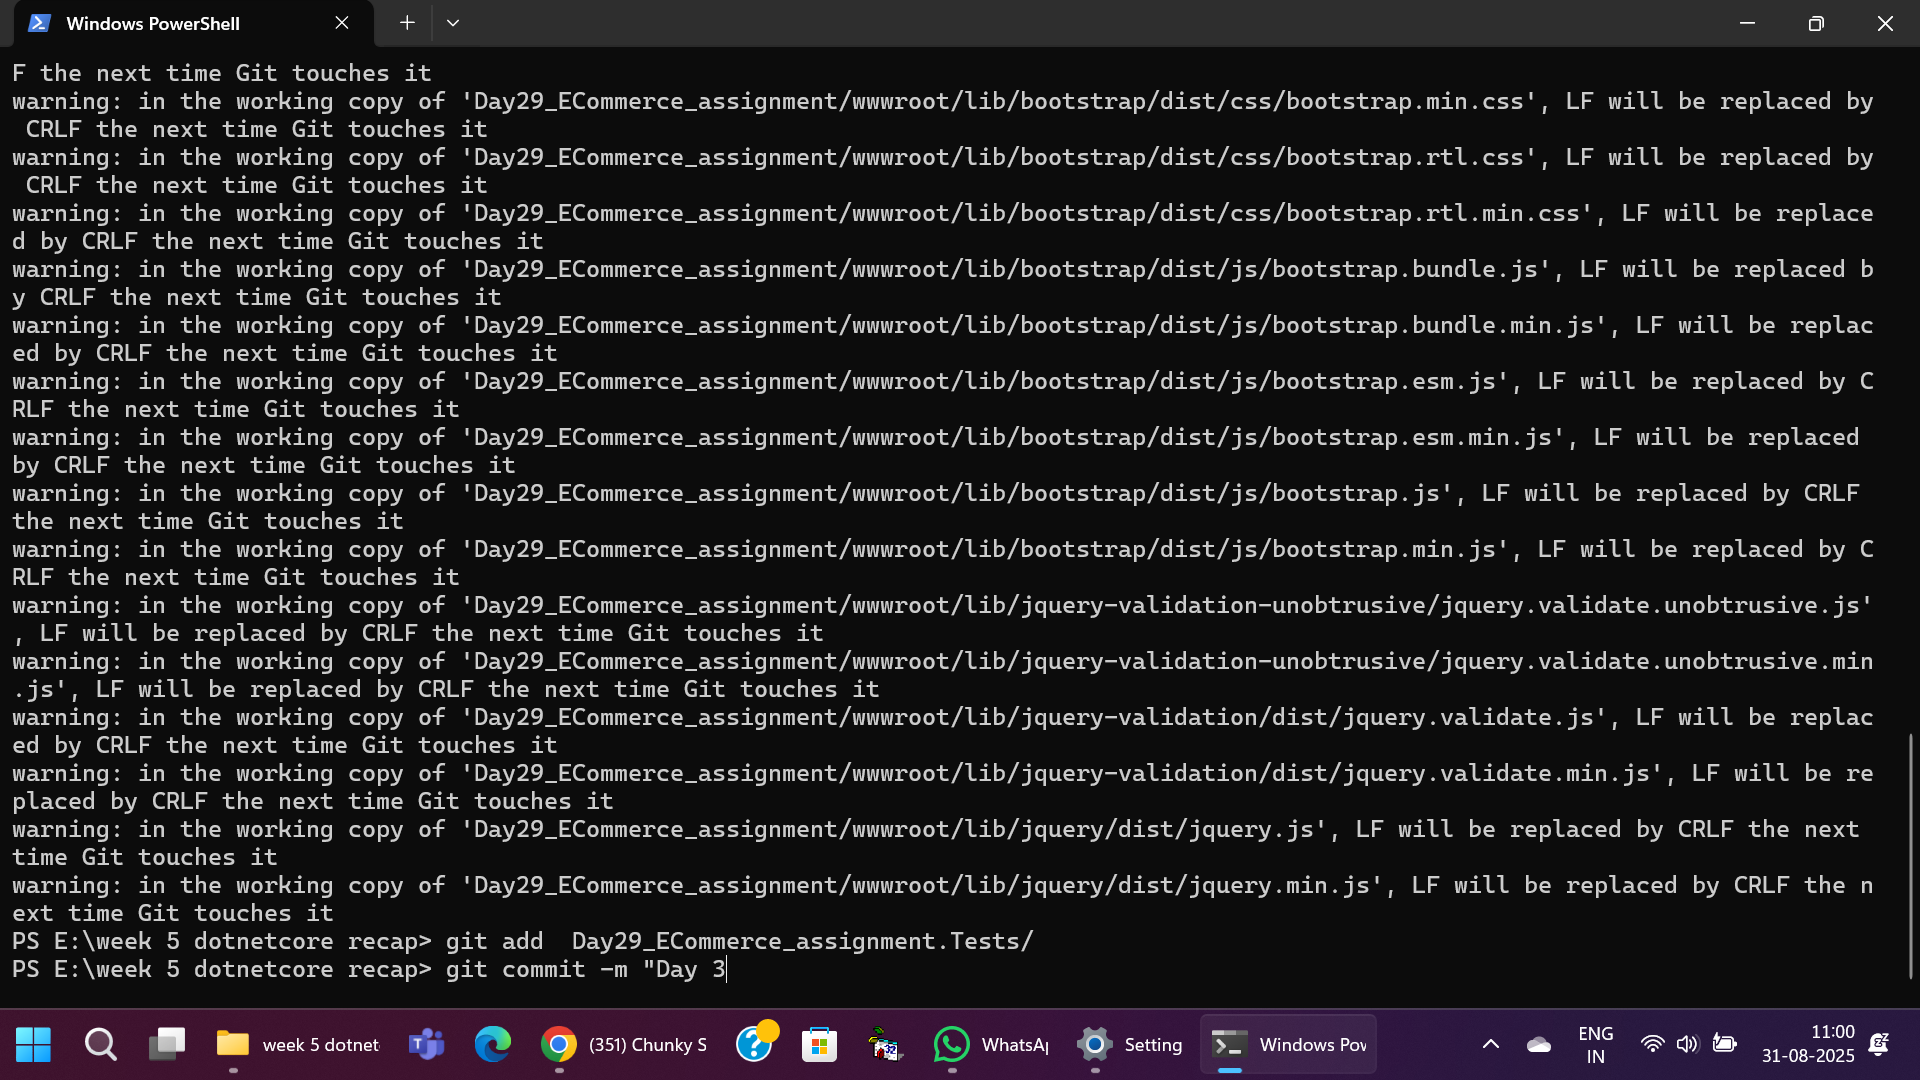 Windows PowerShell
F the next time Git touches it
warning: in the working copy of 'Day29_ECommerce_assignment/wwwroot/lib/bootstrap/dist/css/bootstrap.min.css', LF will be replaced by
 CRLF the next time Git touches it
warning: in the working copy of 'Day29_ECommerce_assignment/wwwroot/lib/bootstrap/dist/css/bootstrap.rtl.css', LF will be replaced by
 CRLF the next time Git touches it
warning: in the working copy of 'Day29_ECommerce_assignment/wwwroot/lib/bootstrap/dist/css/bootstrap.rtl.min.css', LF will be replace
d by CRLF the next time Git touches it
warning: in the working copy of 'Day29_ECommerce_assignment/wwwroot/lib/bootstrap/dist/js/bootstrap.bundle.js', LF will be replaced b
y CRLF the next time Git touches it
warning: in the working copy of 'Day29_ECommerce_assignment/wwwroot/lib/bootstrap/dist/js/bootstrap.bundle.min.js', LF will be replac
ed by CRLF the next time Git touches it
warning: in the working copy of 'Day29_ECommerce_assignment/wwwroot/lib/bootstrap/dist/js/bootstrap.esm.js', LF will be replaced by C
RLF the next time Git touches it
warning: in the working copy of 'Day29_ECommerce_assignment/wwwroot/lib/bootstrap/dist/js/bootstrap.esm.min.js', LF will be replaced
by CRLF the next time Git touches it
warning: in the working copy of 'Day29_ECommerce_assignment/wwwroot/lib/bootstrap/dist/js/bootstrap.js', LF will be replaced by CRLF
the next time Git touches it
warning: in the working copy of 'Day29_ECommerce_assignment/wwwroot/lib/bootstrap/dist/js/bootstrap.min.js', LF will be replaced by C
RLF the next time Git touches it
warning: in the working copy of 'Day29_ECommerce_assignment/wwwroot/lib/jquery-validation-unobtrusive/jquery.validate.unobtrusive.js'
, LF will be replaced by CRLF the next time Git touches it
warning: in the working copy of 'Day29_ECommerce_assignment/wwwroot/lib/jquery-validation-unobtrusive/jquery.validate.unobtrusive.min
.js', LF will be replaced by CRLF the next time Git touches it
warning: in the working copy of 'Day29_ECommerce_assignment/wwwroot/lib/jquery-validation/dist/jquery.validate.js', LF will be replac
ed by CRLF the next time Git touches it
warning: in the working copy of 'Day29_ECommerce_assignment/wwwroot/lib/jquery-validation/dist/jquery.validate.min.js', LF will be re
placed by CRLF the next time Git touches it
warning: in the working copy of 'Day29_ECommerce_assignment/wwwroot/lib/jquery/dist/jquery.js', LF will be replaced by CRLF the next
time Git touches it
warning: in the working copy of 'Day29_ECommerce_assignment/wwwroot/lib/jquery/dist/jquery.min.js', LF will be replaced by CRLF the n
ext time Git touches it
PS E:\week 5 dotnetcore recap> git add  Day29_ECommerce_assignment.Tests/
PS E:\week 5 dotnetcore recap> git commit -m "Day 3
week 5 dotnet (351) Chunky S WhatsA Setting Windows Pow ENG 11:00
IN 31-08-2025